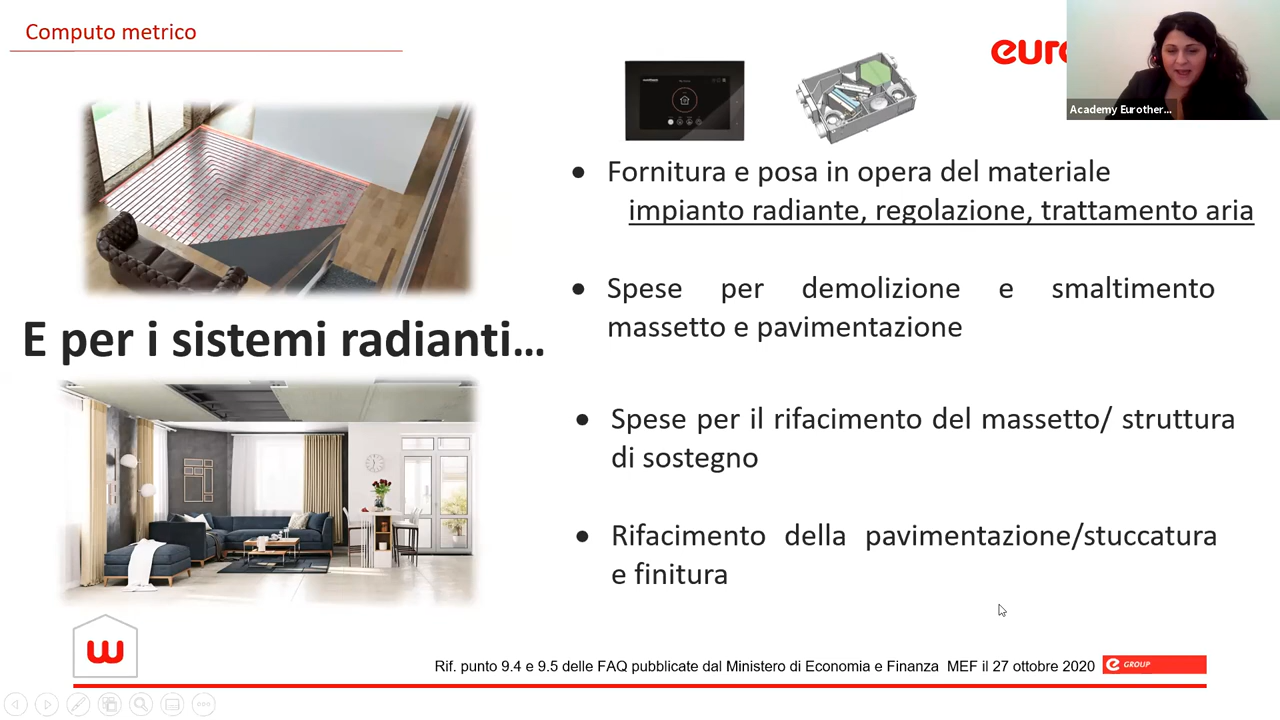 Computo metrico
Academy Eurother...
Fornitura e posa in opera del materiale
impianto radiante, regolazione, trattamento aria
Spese per demolizione e smaltimento
massetto e pavimentazione
E per i sistemi radianti...
Spese per il rifacimento del massetto/ struttura
di sostegno
Rifacimento della pavimentazione/stuccatura
e finitura
Rif. punto 9.4 e 9.5 delle FAQ pubblicate dal Ministero di Economia e Finanza MEF il 27 ottobre 2020
e GROUP